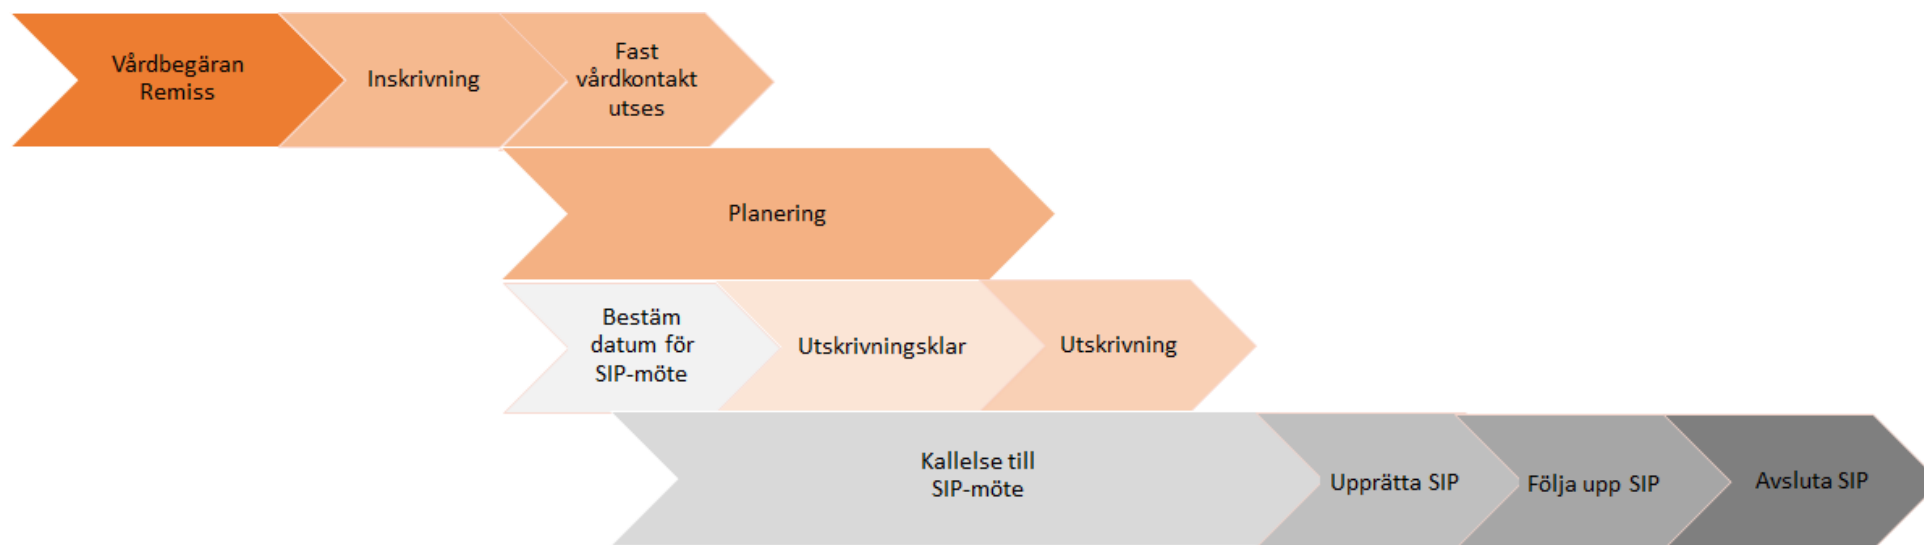 Vårdbegäran
Remiss
Inskrivning
Fast
vårdkontakt
utses
Planering
Bestäm
datum för
SIP-möte
Utskrivningsklar
Utskrivning
Kallelse till
SIP-möte
Upprätta SIP
Följa upp SIP
Avsluta SIP